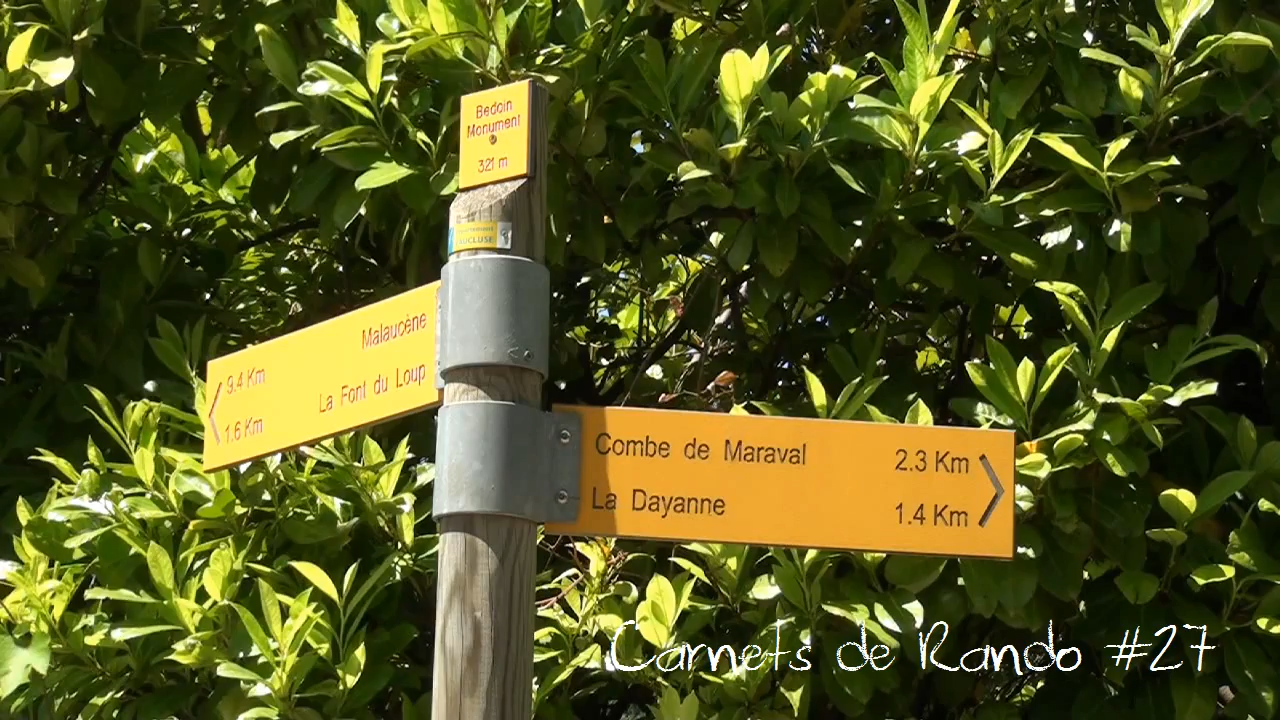 Bedoin
Monument
321 m
VAUCLUSE
Malaucène
9.4 Km
La Font du Loup
1.6 Km
Combe de Maraval 2.3 Km
La Dayanne 1.4 Km
Carnets de Rando #27